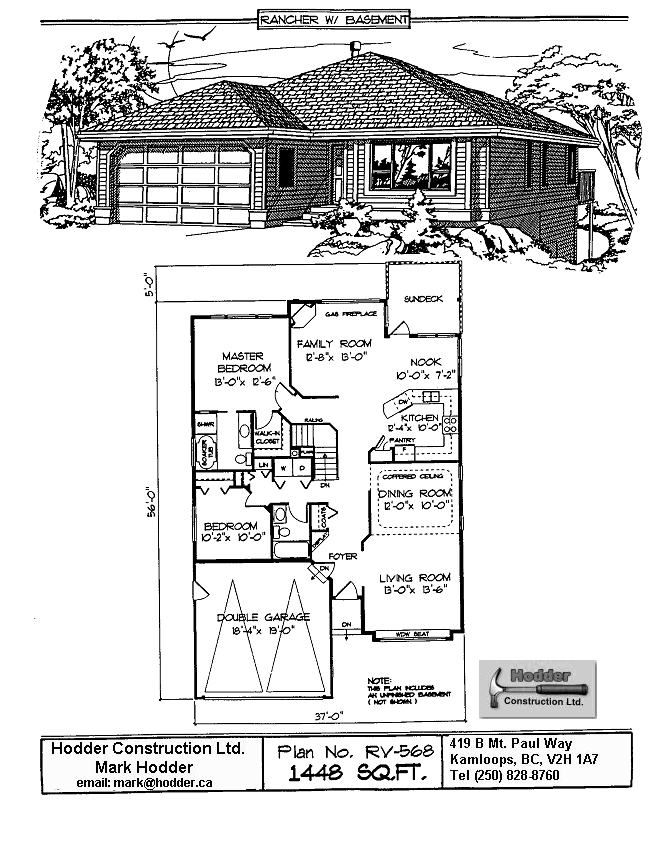 RANCHER W/ BASEMENT
5'-0"
SUNDECK
GAS FIREPLACE
FAMILY ROOM
12'-8" x 13'-0"
MASTER
BEDROOM
13'-0" x 12'-6"
NOOK
10'-0" x 7'-2"
DW
KITCHEN
12'-4" x 10'-0"
SHWR
SOAKER
TUB
WALK-IN
CLOSET
RAILING
PANTRY
F
LIN
W
D
DN
COFFERED CEILING
DINING ROOM
12'-0" x 10'-0"
56'-0"
BEDROOM
10'-2" x 10'-0"
COATS
DISPLAY
FOYER
DN
LIVING ROOM
13'-0" x 13'-6"
DOUBLE GARAGE
18'-4" x 19'-0"
DN
WDW SEAT
NOTE:
THIS PLAN INCLUDES
AN UNFINISHED BASEMENT
( NOT SHOWN )
37'-0"
Hodder
Construction Ltd.
Hodder Construction Ltd.
Mark Hodder
email: mark@hodder.ca
Plan No. RV-568
1448 SQ.FT.
419 B Mt. Paul Way
Kamloops, BC, V2H 1A7
Tel (250) 828-8760